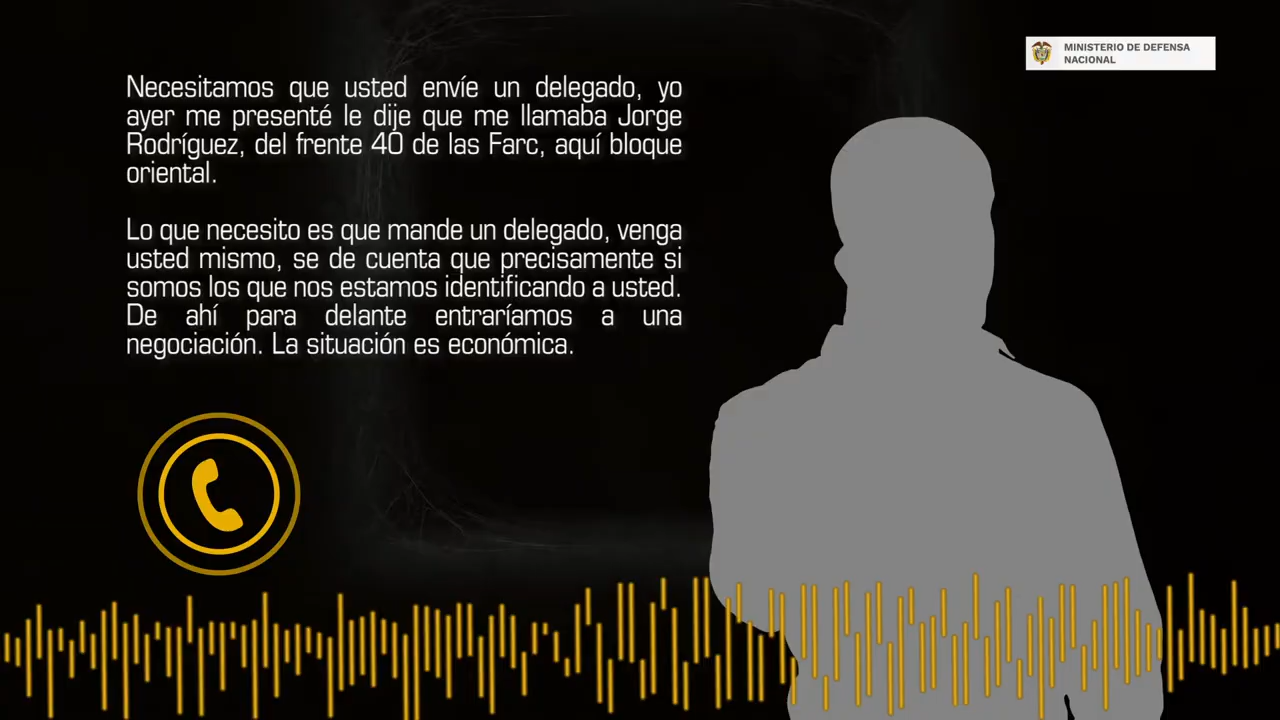 MINISTERIO DE DEFENSA
NACIONAL
Necesitamos que usted envíe un delegado, yo
ayer me presenté le dije que me llamaba Jorge
Rodríguez, del frente 40 de las Farc, aquí bloque
oriental.
Lo que necesito es que mande un delegado, venga
usted mismo, se de cuenta que precisamente si
somos los que nos estamos identificando a usted.
De ahí para delante entraríamos a una
negociación. La situación es económica.